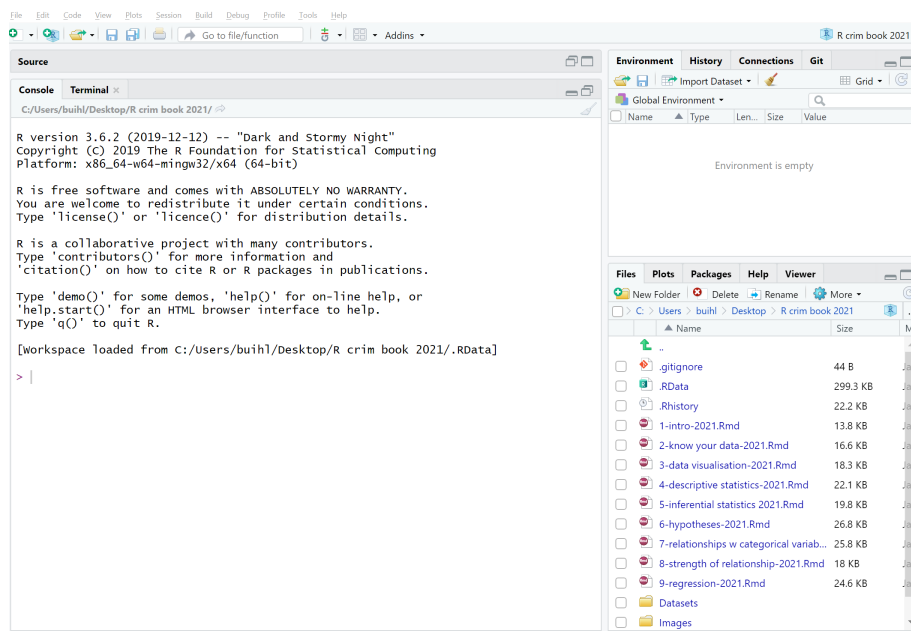 File Edit Code View Plots Session Build Debug Profile Tools Help
Go to file/function Addins R crim book 2021
Source
Console Terminal
C:/Users/buihl/Desktop/R crim book 2021/
R version 3.6.2 (2019-12-12) -- "Dark and Stormy Night"
Copyright (C) 2019 The R Foundation for Statistical Computing
Platform: x86_64-w64-mingw32/x64 (64-bit)
R is free software and comes with ABSOLUTELY NO WARRANTY.
You are welcome to redistribute it under certain conditions.
Type 'license()' or 'licence()' for distribution details.
R is a collaborative project with many contributors.
Type 'contributors()' for more information and
'citation()' on how to cite R or R packages in publications.
Type 'demo()' for some demos, 'help()' for on-line help, or
'help.start()' for an HTML browser interface to help.
Type 'q()' to quit R.
[Workspace loaded from C:/Users/buihl/Desktop/R crim book 2021/.RData]
>
Environment History Connections Git
Import Dataset Grid
Global Environment
Name Type Len... Size Value
Environment is empty
Files Plots Packages Help Viewer
New Folder Delete Rename More
C: Users buihl Desktop R crim book 2021
Name Size
..
.gitignore 44 B
.RData 299.3 KB
.Rhistory 22.2 KB
1-intro-2021.Rmd 13.8 KB
2-know your data-2021.Rmd 16.6 KB
3-data visualisation-2021.Rmd 18.3 KB
4-descriptive statistics-2021.Rmd 22.1 KB
5-inferential statistics 2021.Rmd 19.8 KB
6-hypotheses-2021.Rmd 26.8 KB
7-relationships w categorical variab... 25.8 KB
8-strength of relationship-2021.Rmd 18 KB
9-regression-2021.Rmd 24.6 KB
Datasets
Images